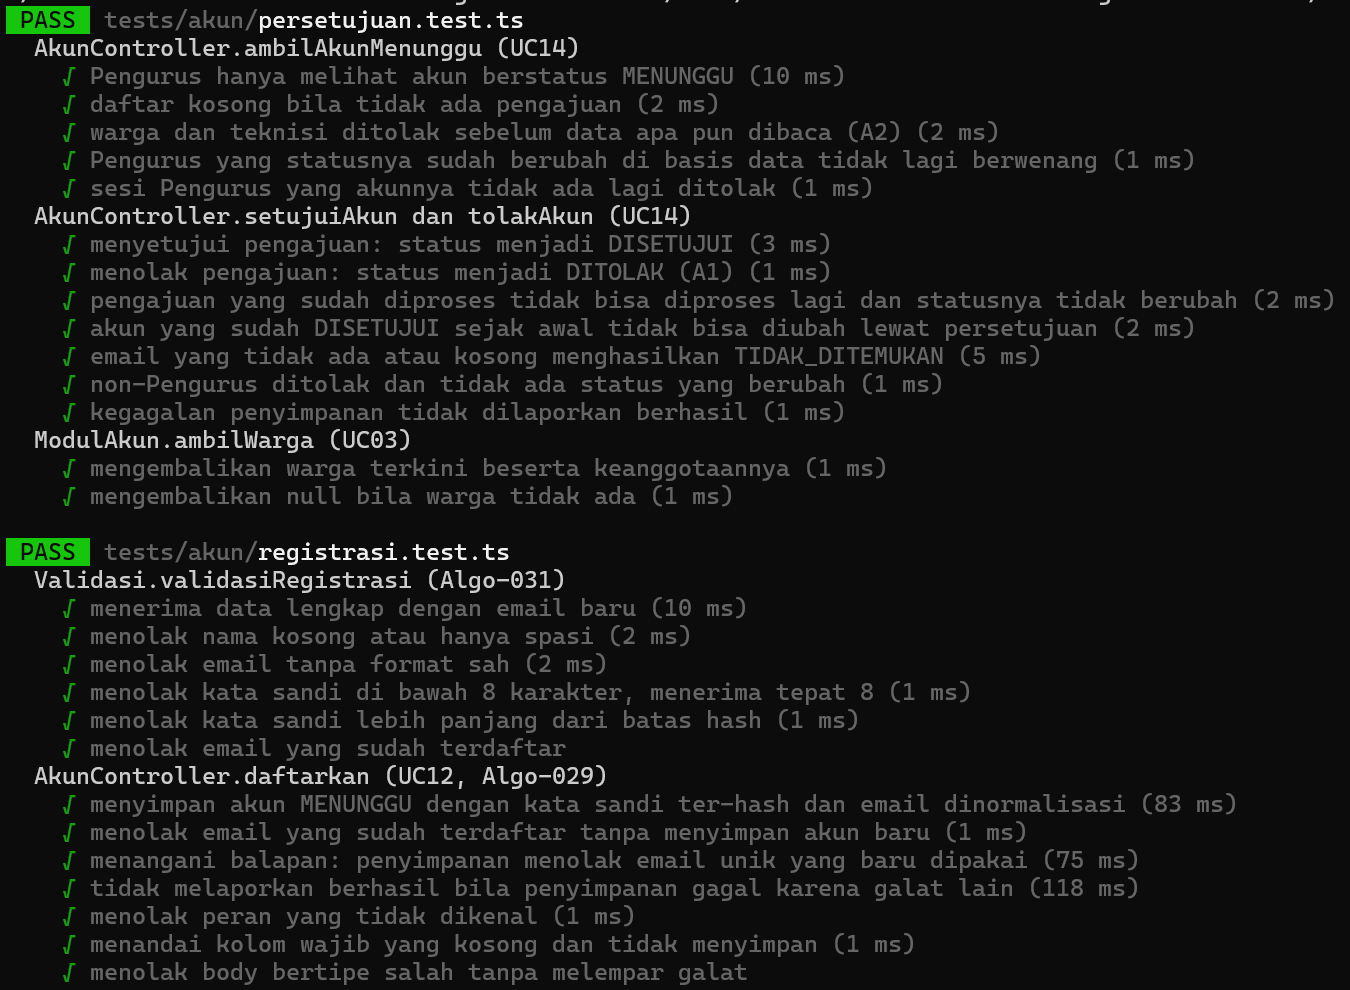 PASS tests/akun/persetujuan.test.ts
AkunController.ambilAkunMenunggu (UC14)
√ Pengurus hanya melihat akun berstatus MENUNGGU (10 ms)
√ daftar kosong bila tidak ada pengajuan (2 ms)
√ warga dan teknisi ditolak sebelum data apa pun dibaca (A2) (2 ms)
√ Pengurus yang statusnya sudah berubah di basis data tidak lagi berwenang (1 ms)
√ sesi Pengurus yang akunnya tidak ada lagi ditolak (1 ms)
AkunController.setujuiAkun dan tolakAkun (UC14)
√ menyetujui pengajuan: status menjadi DISETUJUI (3 ms)
√ menolak pengajuan: status menjadi DITOLAK (A1) (1 ms)
√ pengajuan yang sudah diproses tidak bisa diproses lagi dan statusnya tidak berubah (2 ms)
√ akun yang sudah DISETUJUI sejak awal tidak bisa diubah lewat persetujuan (2 ms)
√ email yang tidak ada atau kosong menghasilkan TIDAK_DITEMUKAN (5 ms)
√ non-Pengurus ditolak dan tidak ada status yang berubah (1 ms)
√ kegagalan penyimpanan tidak dilaporkan berhasil (1 ms)
ModulAkun.ambilWarga (UC03)
√ mengembalikan warga terkini beserta keanggotaannya (1 ms)
√ mengembalikan null bila warga tidak ada (1 ms)
PASS tests/akun/registrasi.test.ts
Validasi.validasiRegistrasi (Algo-031)
√ menerima data lengkap dengan email baru (10 ms)
√ menolak nama kosong atau hanya spasi (2 ms)
√ menolak email tanpa format sah (2 ms)
√ menolak kata sandi di bawah 8 karakter, menerima tepat 8 (1 ms)
√ menolak kata sandi lebih panjang dari batas hash (1 ms)
√ menolak email yang sudah terdaftar
AkunController.daftarkan (UC12, Algo-029)
√ menyimpan akun MENUNGGU dengan kata sandi ter-hash dan email dinormalisasi (83 ms)
√ menolak email yang sudah terdaftar tanpa menyimpan akun baru (1 ms)
√ menangani balapan: penyimpanan menolak email unik yang baru dipakai (75 ms)
√ tidak melaporkan berhasil bila penyimpanan gagal karena galat lain (118 ms)
√ menolak peran yang tidak dikenal (1 ms)
√ menandai kolom wajib yang kosong dan tidak menyimpan (1 ms)
√ menolak body bertipe salah tanpa melempar galat